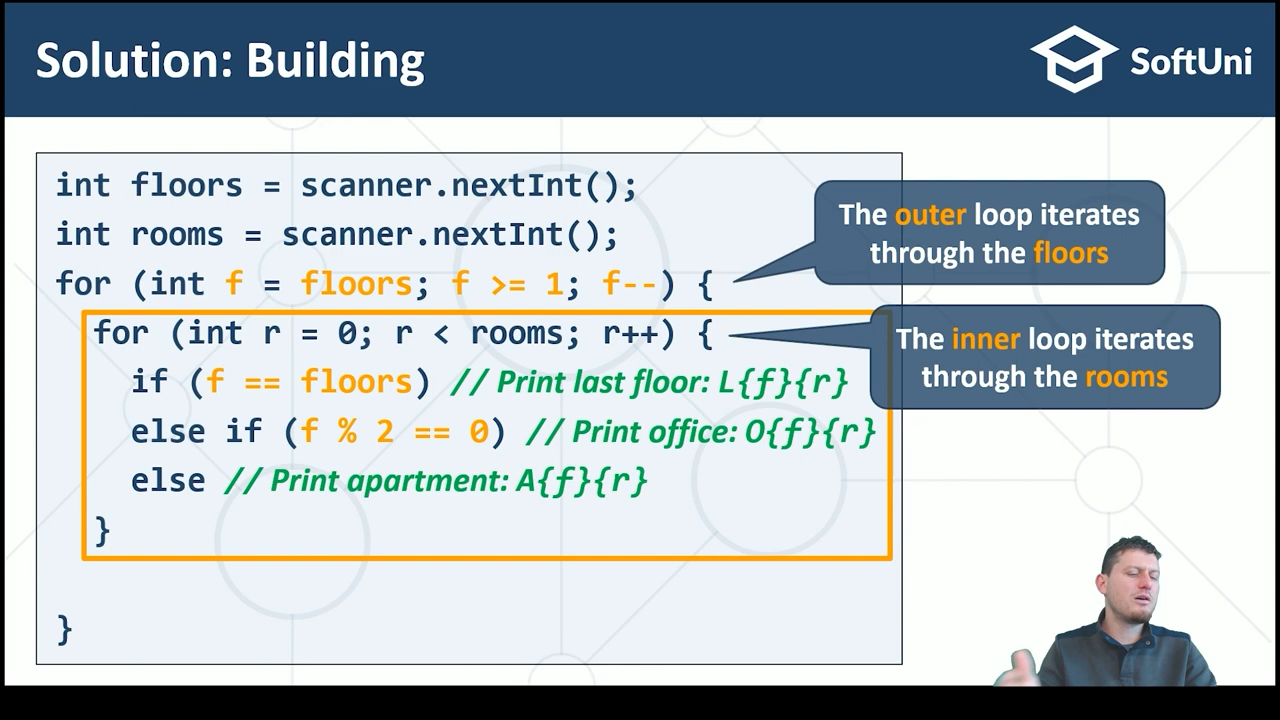 Solution: Building
SoftUni
int floors = scanner.nextInt();
int rooms = scanner.nextInt();
for (int f = floors; f >= 1; f--) {
for (int r = 0; r < rooms; r++) {
if (f == floors) // Print last floor: L{f}{r}
else if (f % 2 == 0) // Print office: O{f}{r}
else // Print apartment: A{f}{r}
}
}
The outer loop iterates
through the floors
The inner loop iterates
through the rooms